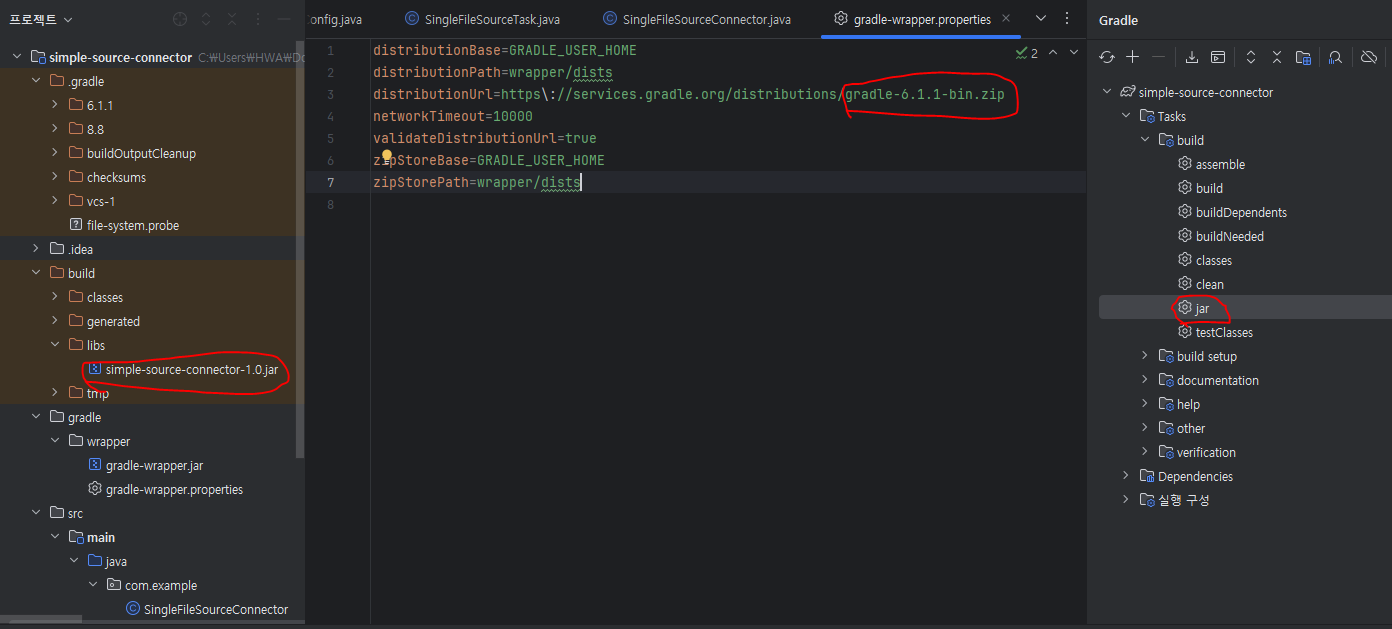 프로젝트
simple-source-connector C:₩Users₩HWA₩Do
.gradle
6.1.1
8.8
buildOutputCleanup
checksums
vcs-1
file-system.probe
.idea
build
classes
generated
libs
simple-source-connector-1.0.jar
tmp
gradle
wrapper
gradle-wrapper.jar
gradle-wrapper.properties
src
main
java
com.example
SingleFileSourceConnector
onfig.java SingleFileSourceTask.java SingleFileSourceConnector.java gradle-wrapper.properties
2
1 distributionBase=GRADLE_USER_HOME
2 distributionPath=wrapper/dists
3 distributionUrl=https\://services.gradle.org/distributions/gradle-6.1.1-bin.zip
4 networkTimeout=10000
5 validateDistributionUrl=true
6 zipStoreBase=GRADLE_USER_HOME
7 zipStorePath=wrapper/dists
8
Gradle
simple-source-connector
Tasks
build
assemble
build
buildDependents
buildNeeded
classes
clean
jar
testClasses
build setup
documentation
help
other
verification
Dependencies
실행 구성